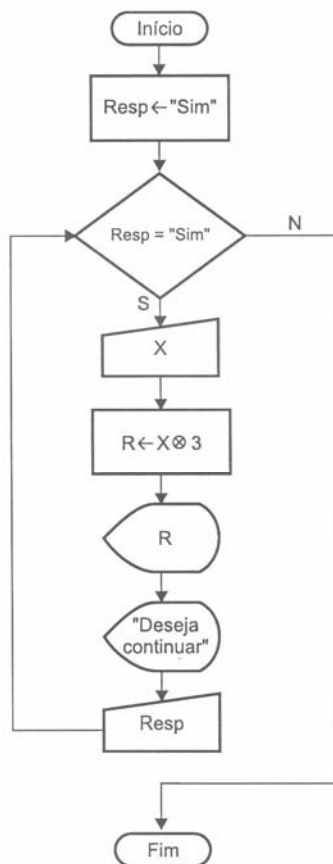 Início
Resp←"Sim"
Resp = "Sim"
N
S
X
R←X⊗3
R
"Deseja
continuar"
Resp
Fim